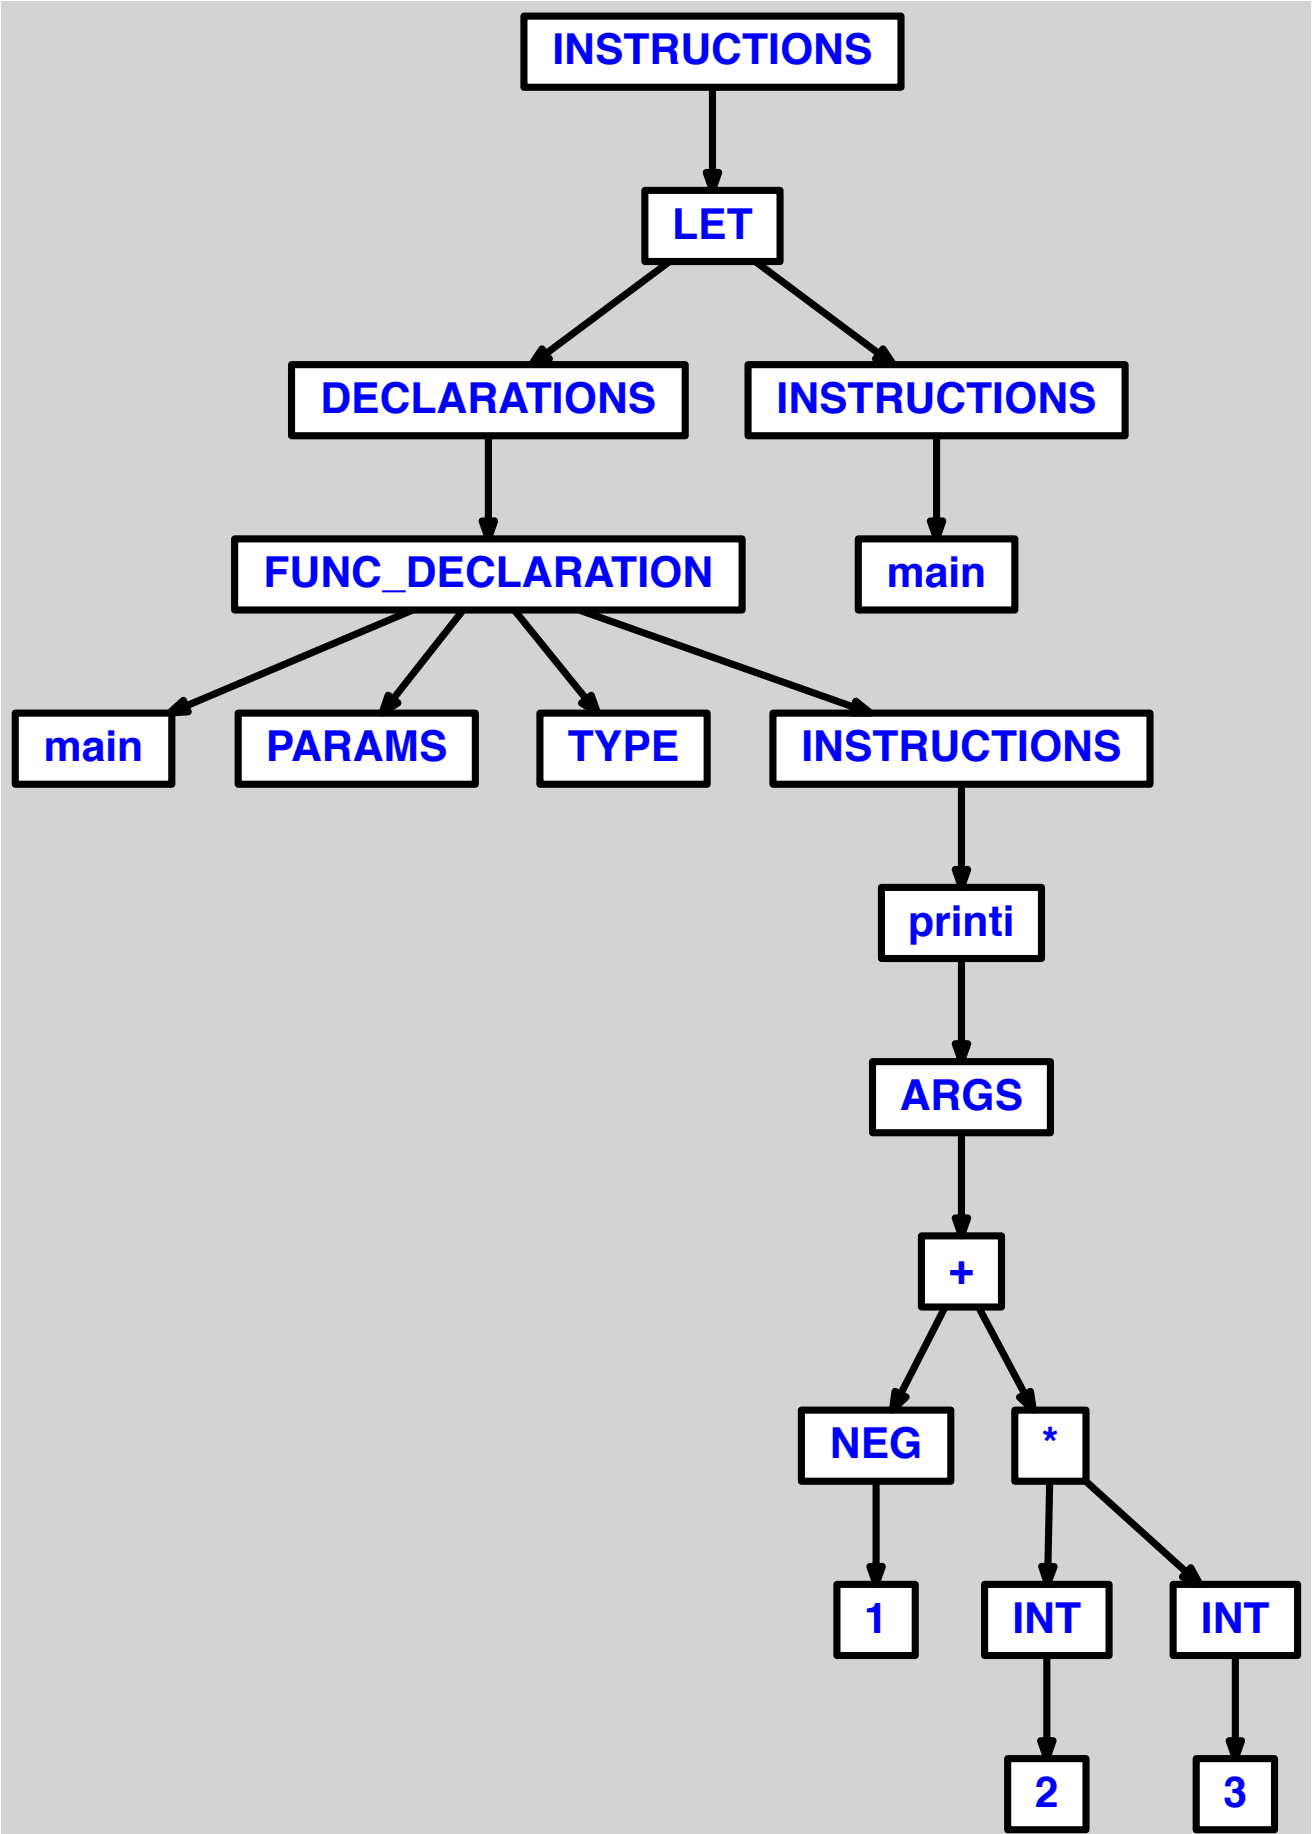 INSTRUCTIONS
LET
DECLARATIONS INSTRUCTIONS
FUNC_DECLARATION main
main PARAMS TYPE INSTRUCTIONS
printi
ARGS
+
NEG *
1 INT INT
2 3